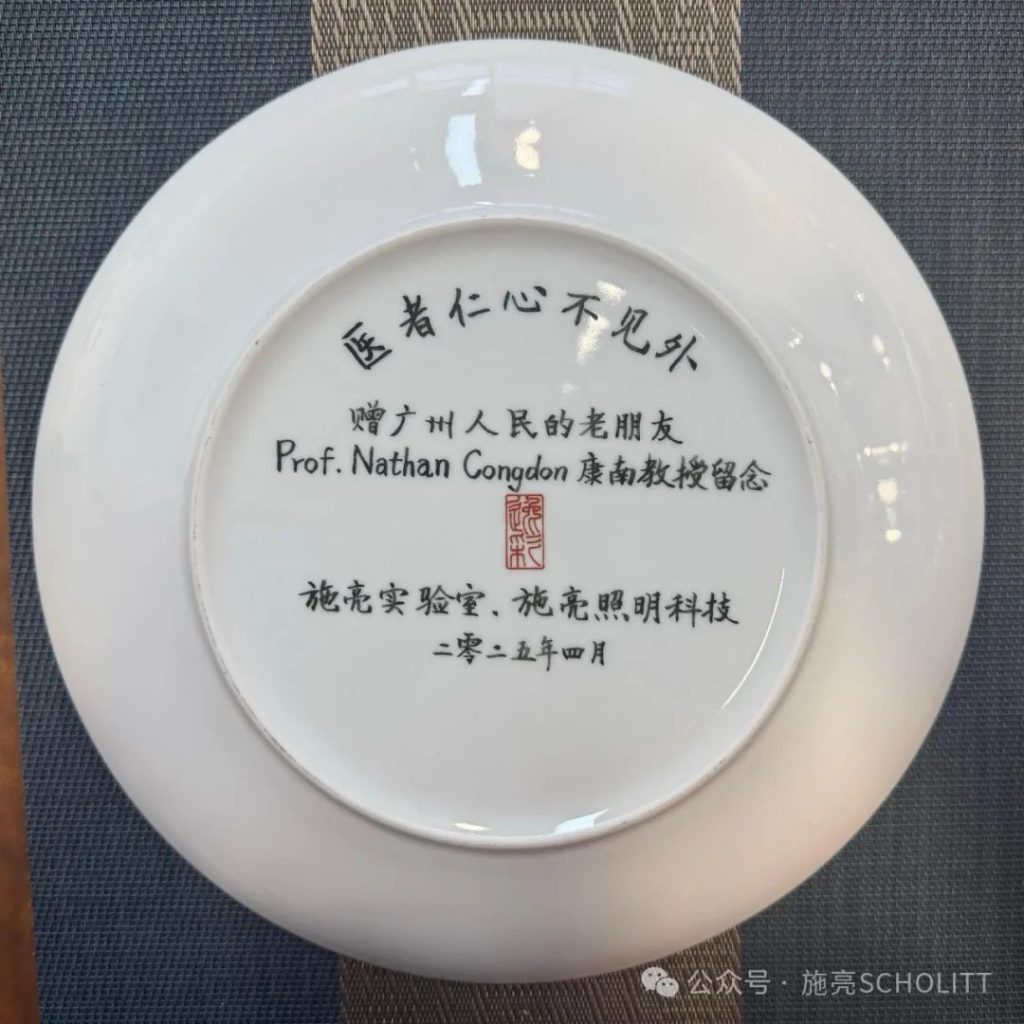 医者仁心不见外
赠广州人民的老朋友
Prof. Nathan Congdon 康南教授留念
逸彩
施亮实验室、施亮照明科技
二零二五年四月
公众号·施亮SCHOLITT